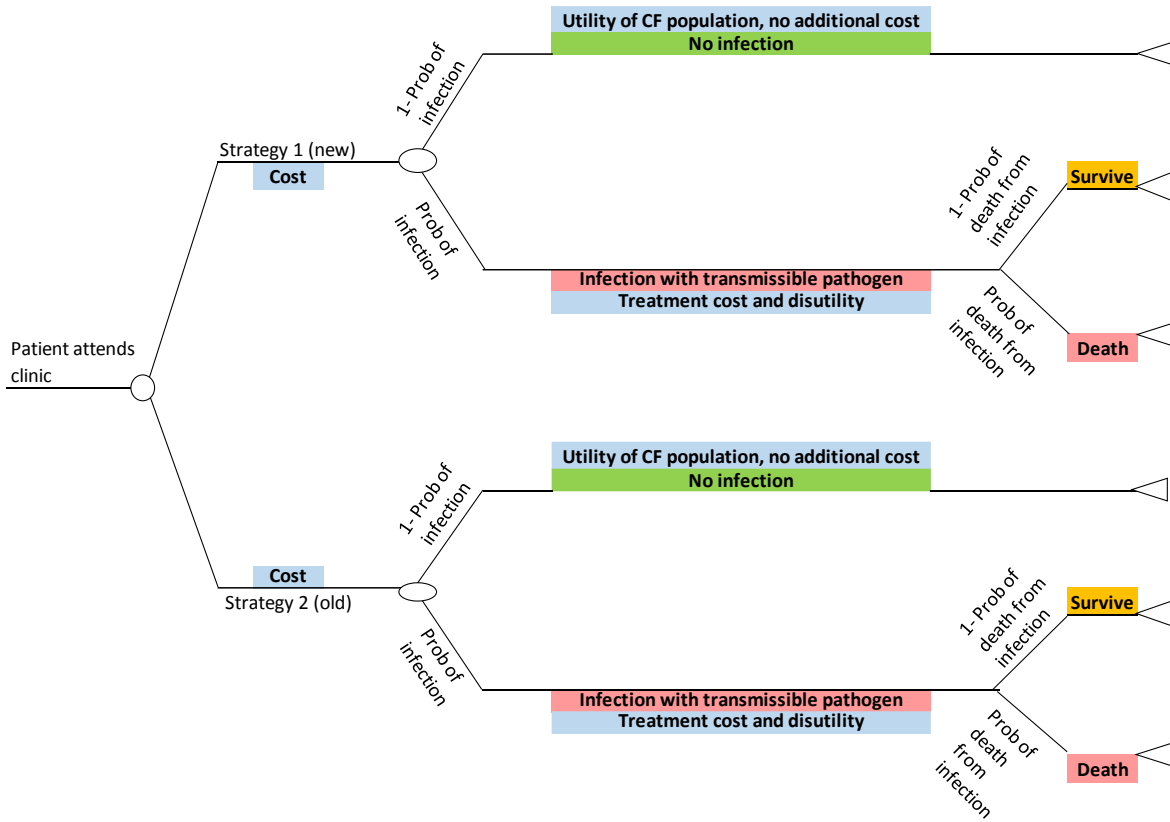 Utility of CF population, no additional cost
No infection
1- Prob of
infection
Strategy 1 (new)
Cost
Prob of
infection
1- Prob of
death from
infection
Survive
Infection with transmissible pathogen
Treatment cost and disutility
Prob of
death from
infection
Death
Patient attends
clinic
Utility of CF population, no additional cost
No infection
1- Prob of
infection
Cost
Strategy 2 (old)
Prob of
infection
1- Prob of
death from
infection
Survive
Infection with transmissible pathogen
Treatment cost and disutility
Prob of
death
from
infection
Death